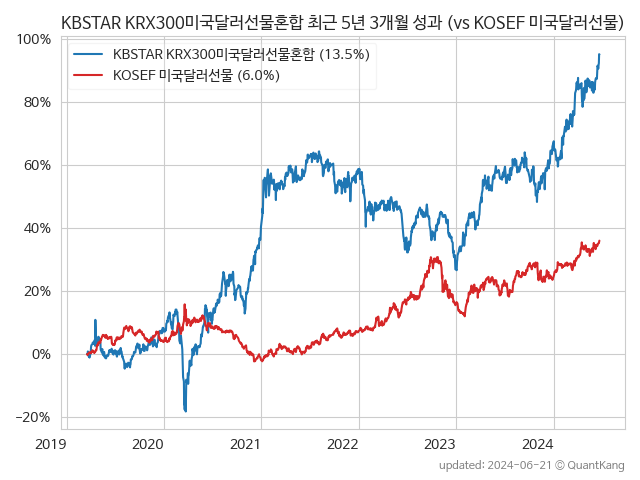 KBSTAR KRX300미국달러선물혼합 최근 5년 3개월 성과 (vs KOSEF 미국달러선물)
100%
KBSTAR KRX300미국달러선물혼합 (13.5%)
KOSEF 미국달러선물 (6.0%)
80%
60%
40%
20%
0%
−20%
2019 2020 2021 2022 2023 2024
updated: 2024-06-21 © QuantKang